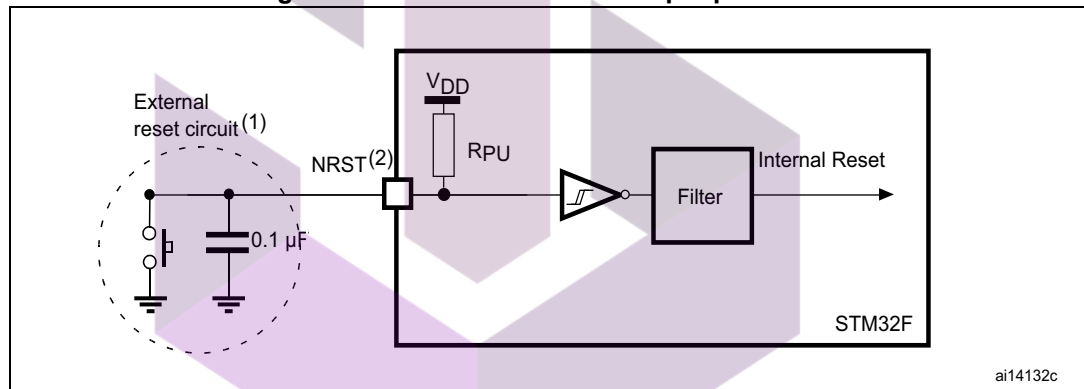 VDD
External
reset circuit(1)
NRST(2)
RPU
Internal Reset
Filter
0.1 μF
STM32F
ai14132c